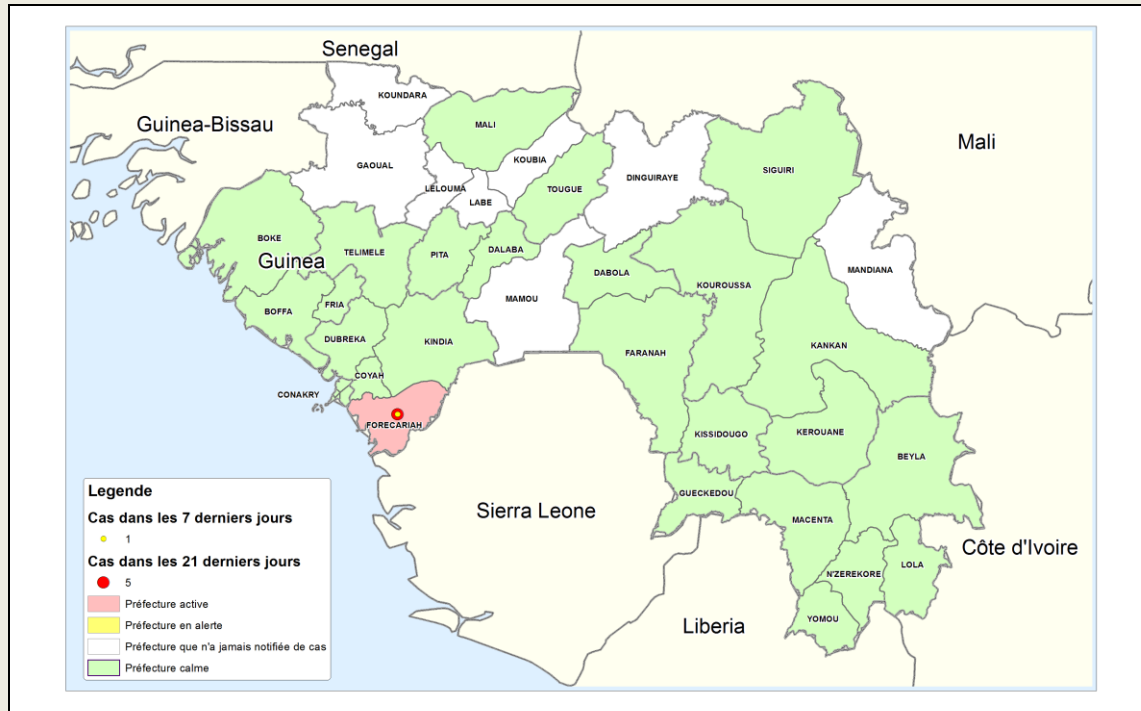 Senegal
KOUNDARA
Guinea-Bissau
MALI
Mali
GAOUAL
KOUBIA
SIGUIRI
DINGUIRAYE
LELOUMA
TOUGUE
LABE
BOKE
Guinea
TELIMELE
PITA
DALABA
DABOLA
MANDIANA
KOUROUSSA
MAMOU
FRIA
BOFFA
DUBREKA
KINDIA
KANKAN
FARANAH
COYAH
CONAKRY
FORECARIAH
KISSIDOUGO
KEROUANE
BEYLA
GUECKEDOU
Sierra Leone
MACENTA
Côte d'Ivoire
N'ZEREKORE
LOLA
YOMOU
Liberia
Legende
Cas dans les 7 derniers jours
1
Cas dans les 21 derniers jours
5
Préfecture active
Préfecture en alerte
Préfecture que n'a jamais notifiée de cas
Préfecture calme